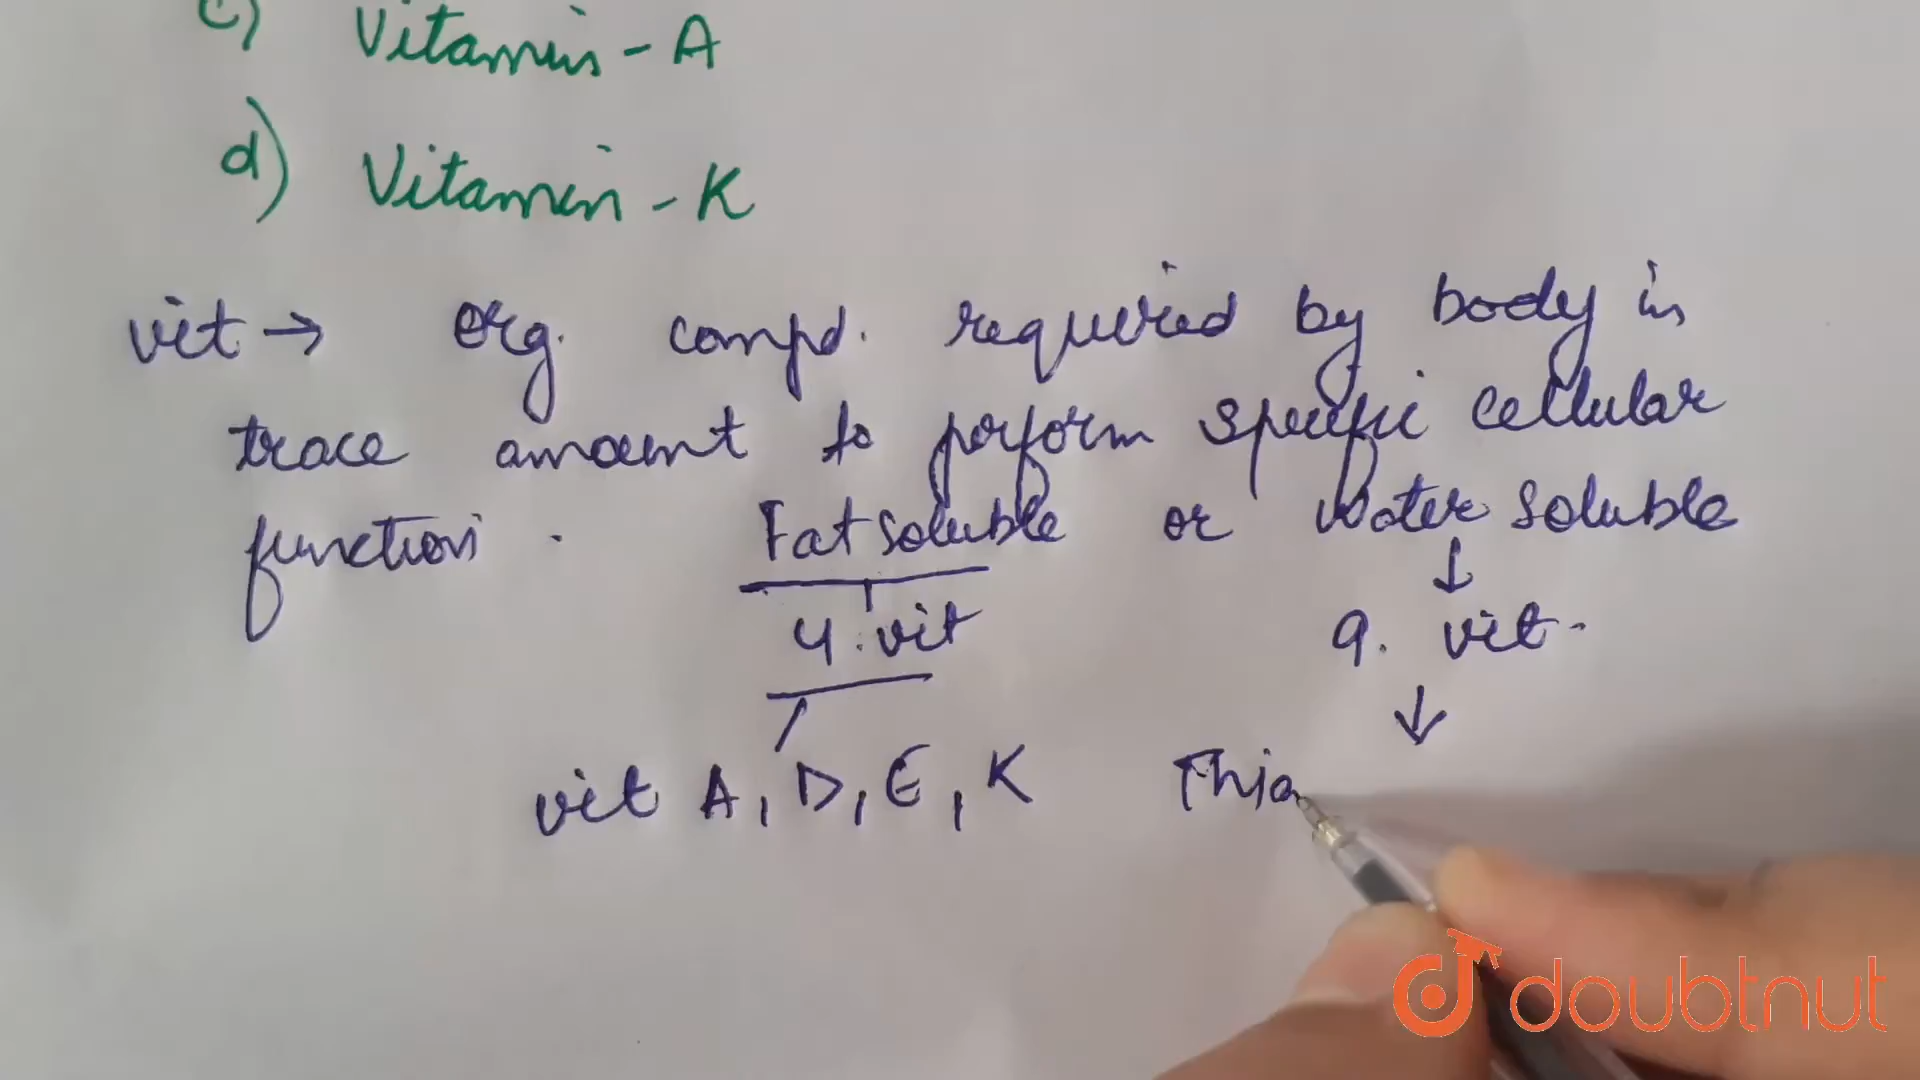 c) Vitamin - A
d) Vitamin - K
vit → org. compd. required by body in
trace amount to perform specific cellular
function . Fat soluble or water soluble
4. vit 9. vit.
vit A, D, E, K Thia
doubtnut